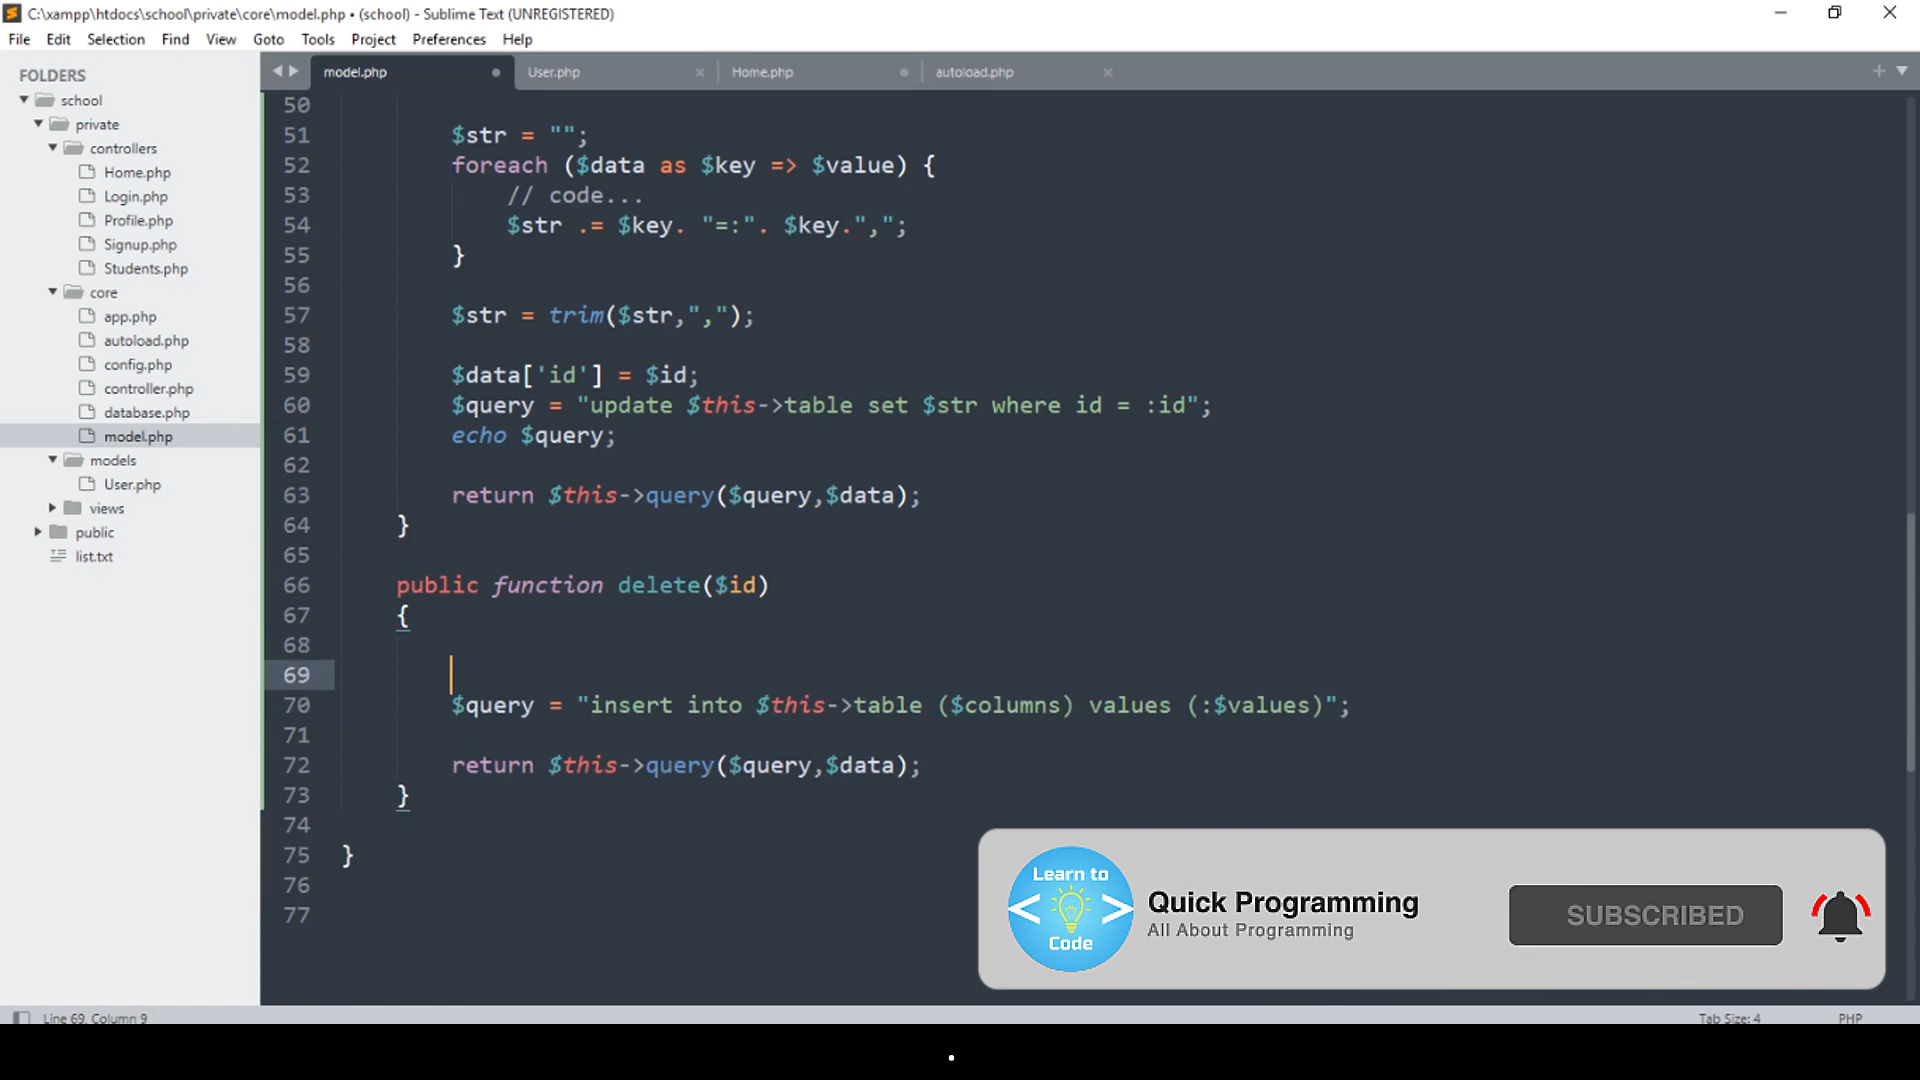 C:\xampp\htdocs\school\private\core\model.php • (school) - Sublime Text (UNREGISTERED)
File Edit Selection Find View Goto Tools Project Preferences Help
FOLDERS
school
private
controllers
Home.php
Login.php
Profile.php
Signup.php
Students.php
core
app.php
autoload.php
config.php
controller.php
database.php
model.php
models
User.php
views
public
list.txt
model.php User.php Home.php autoload.php
50
51 $str = "";
52 foreach ($data as $key => $value) {
53 // code...
54 $str .= $key. "=:". $key.",";
55 }
56
57 $str = trim($str,",");
58
59 $data['id'] = $id;
60 $query = "update $this->table set $str where id = :id";
61 echo $query;
62
63 return $this->query($query,$data);
64 }
65
66 public function delete($id)
67 {
68
69
70 $query = "insert into $this->table ($columns) values (:$values)";
71
72 return $this->query($query,$data);
73 }
74
75 }
76
77
Learn to
< >
Code
Quick Programming
All About Programming
SUBSCRIBED
Line 69, Column 9 Tab Size: 4 PHP